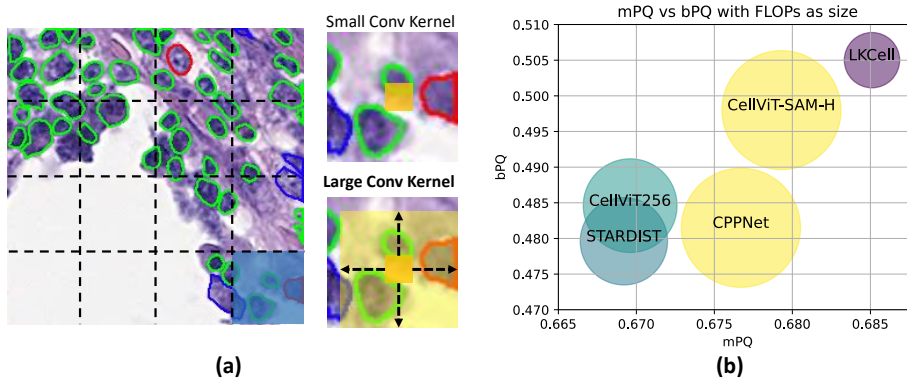 Small Conv Kernel
Large Conv Kernel
(a)
mPQ vs bPQ with FLOPs as size
bPQ
0.510
0.505
0.500
0.495
0.490
0.485
0.480
0.475
0.470
LKCell
CellViT-SAM-H
CellViT256
CPPNet
STARDIST
0.665 0.670 0.675 0.680 0.685
mPQ
(b)